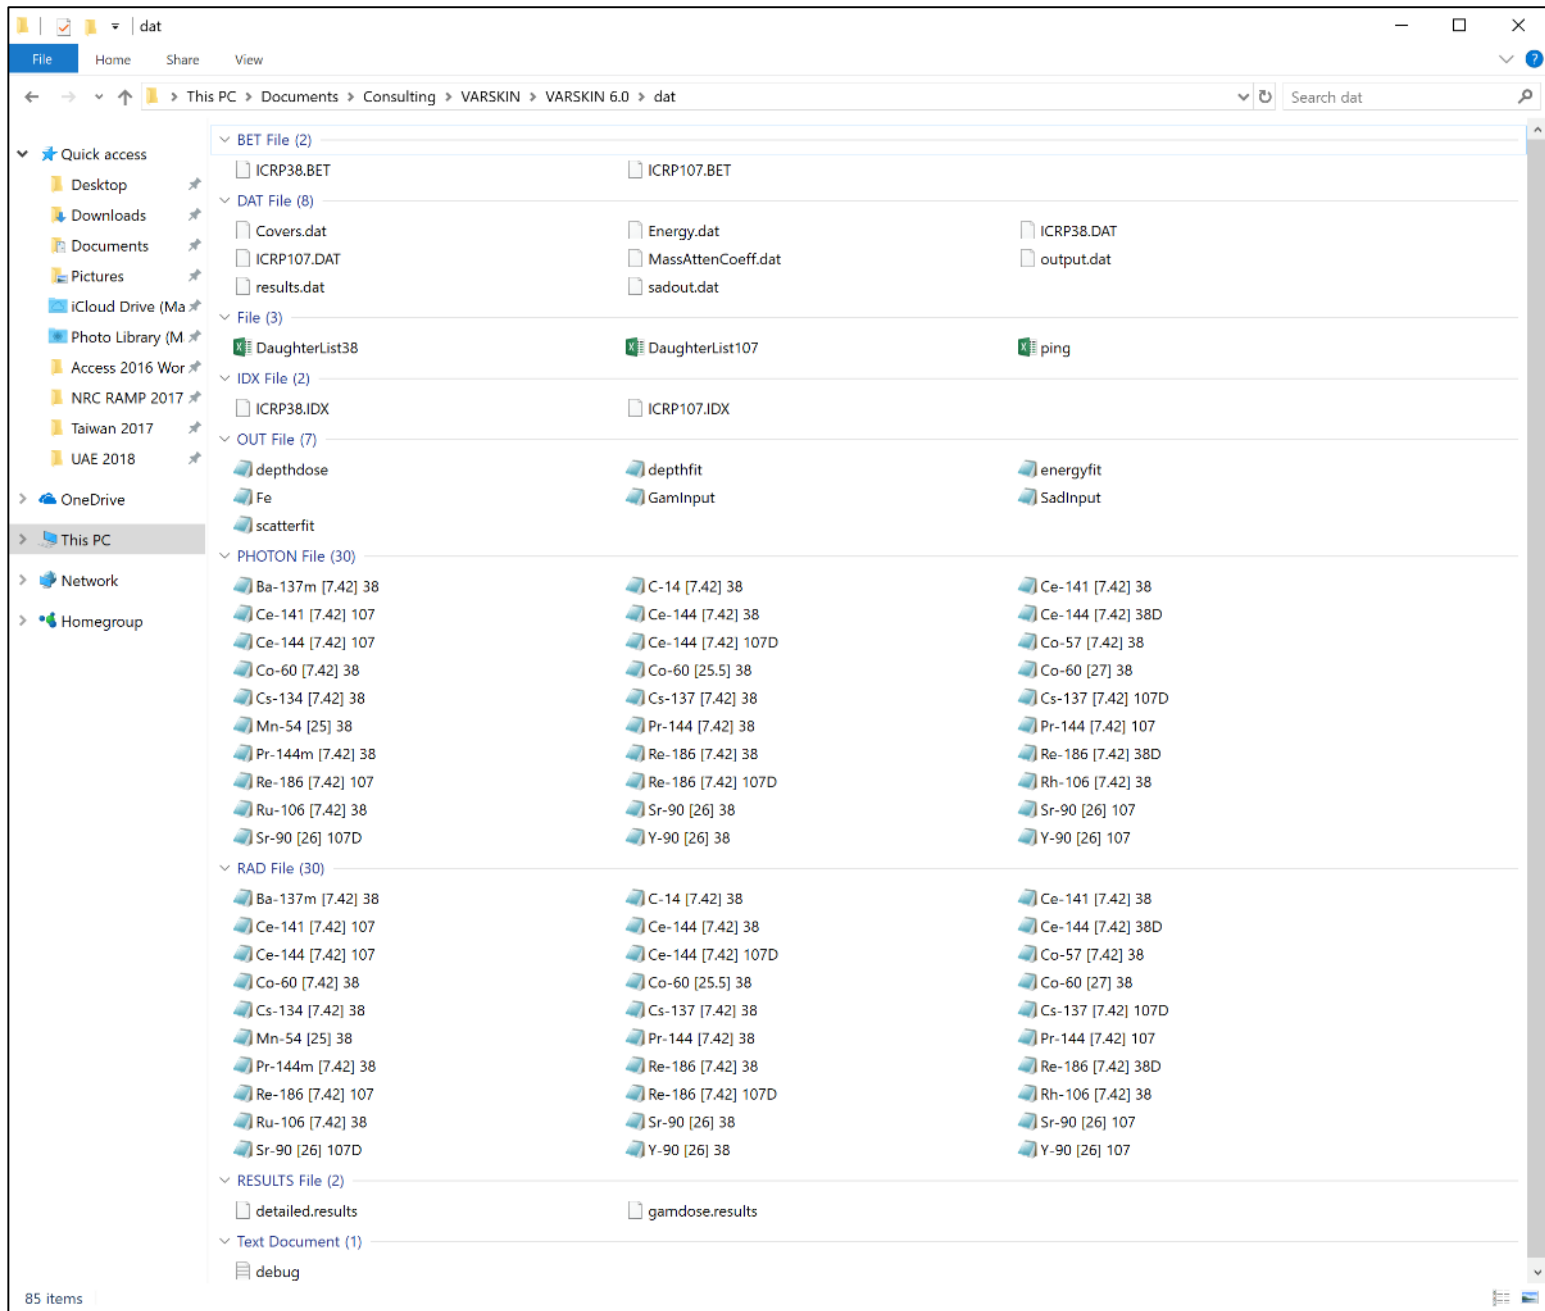 dat
File Home Share View
This PC > Documents > Consulting > VARSKIN > VARSKIN 6.0 > dat Search dat
Quick access
Desktop
Downloads
Documents
Pictures
iCloud Drive (Ma
Photo Library (M
Access 2016 Wor
NRC RAMP 2017
Taiwan 2017
UAE 2018
OneDrive
This PC
Network
Homegroup
BET File (2)
ICRP38.BET ICRP107.BET
DAT File (8)
Covers.dat Energy.dat ICRP38.DAT
ICRP107.DAT MassAttenCoeff.dat output.dat
results.dat sadout.dat
File (3)
DaughterList38 DaughterList107 ping
IDX File (2)
ICRP38.IDX ICRP107.IDX
OUT File (7)
depthdose depthfit energyfit
Fe GamInput SadInput
scatterfit
PHOTON File (30)
Ba-137m [7.42] 38 C-14 [7.42] 38 Ce-141 [7.42] 38
Ce-141 [7.42] 107 Ce-144 [7.42] 38 Ce-144 [7.42] 38D
Ce-144 [7.42] 107 Ce-144 [7.42] 107D Co-57 [7.42] 38
Co-60 [7.42] 38 Co-60 [25.5] 38 Co-60 [27] 38
Cs-134 [7.42] 38 Cs-137 [7.42] 38 Cs-137 [7.42] 107D
Mn-54 [25] 38 Pr-144 [7.42] 38 Pr-144 [7.42] 107
Pr-144m [7.42] 38 Re-186 [7.42] 38 Re-186 [7.42] 38D
Re-186 [7.42] 107 Re-186 [7.42] 107D Rh-106 [7.42] 38
Ru-106 [7.42] 38 Sr-90 [26] 38 Sr-90 [26] 107
Sr-90 [26] 107D Y-90 [26] 38 Y-90 [26] 107
RAD File (30)
Ba-137m [7.42] 38 C-14 [7.42] 38 Ce-141 [7.42] 38
Ce-141 [7.42] 107 Ce-144 [7.42] 38 Ce-144 [7.42] 38D
Ce-144 [7.42] 107 Ce-144 [7.42] 107D Co-57 [7.42] 38
Co-60 [7.42] 38 Co-60 [25.5] 38 Co-60 [27] 38
Cs-134 [7.42] 38 Cs-137 [7.42] 38 Cs-137 [7.42] 107D
Mn-54 [25] 38 Pr-144 [7.42] 38 Pr-144 [7.42] 107
Pr-144m [7.42] 38 Re-186 [7.42] 38 Re-186 [7.42] 38D
Re-186 [7.42] 107 Re-186 [7.42] 107D Rh-106 [7.42] 38
Ru-106 [7.42] 38 Sr-90 [26] 38 Sr-90 [26] 107
Sr-90 [26] 107D Y-90 [26] 38 Y-90 [26] 107
RESULTS File (2)
detailed.results gamdose.results
Text Document (1)
debug
85 items